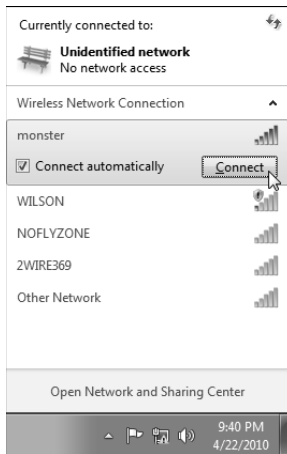 Currently connected to:
Unidentified network
No network access
Wireless Network Connection
monster
Connect automatically
Connect
WILSON
NOFLYZONE
2WIRE369
Other Network
Open Network and Sharing Center
9:40 PM
4/22/2010